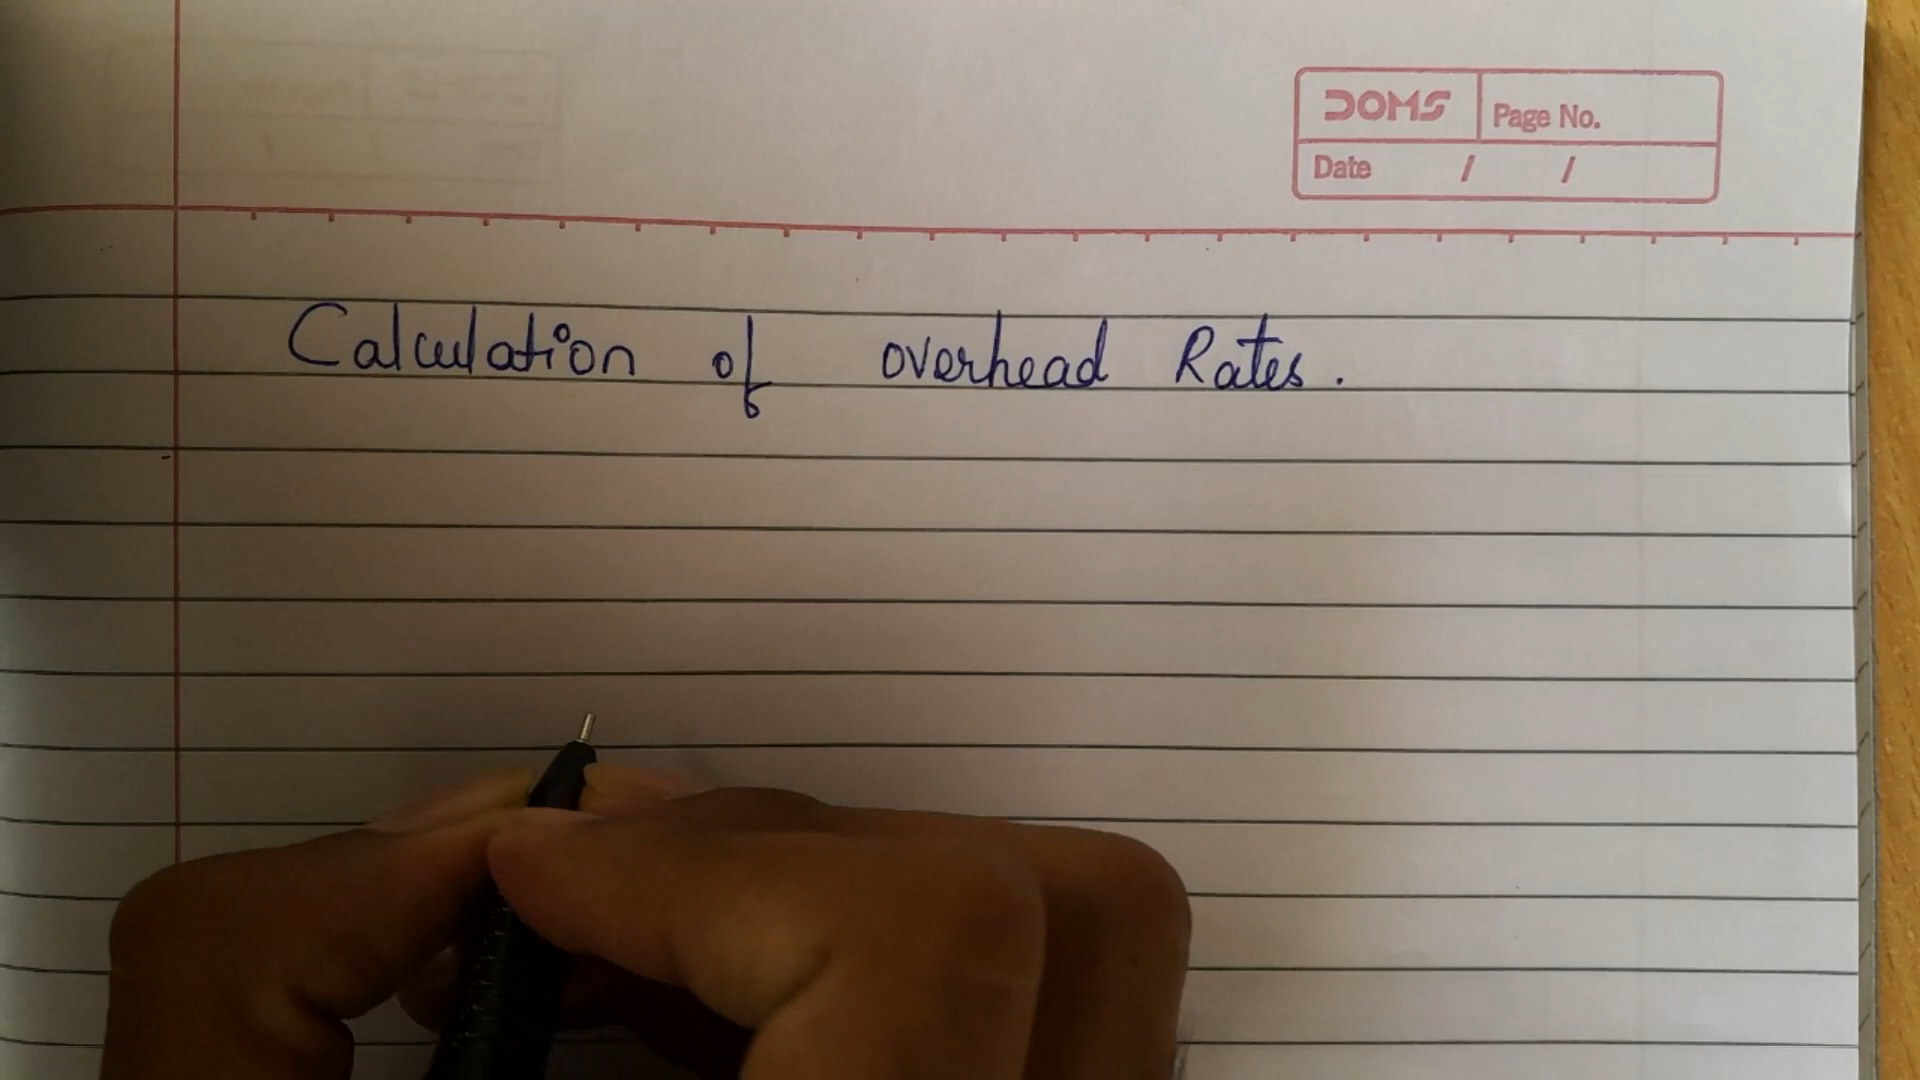 DOMS Page No.
Date / /
Calculation of overhead Rates.